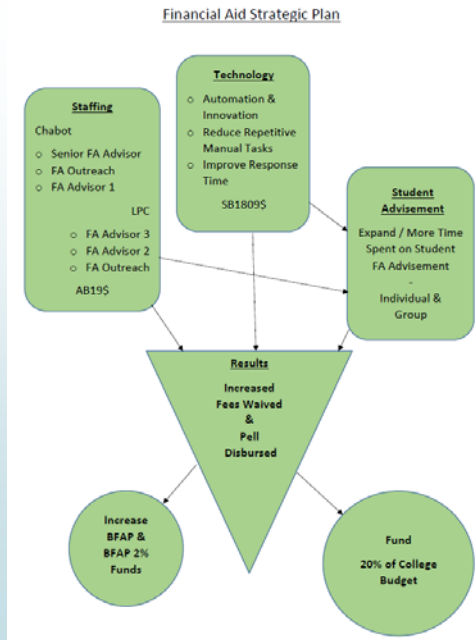 Financial Aid Strategic Plan
Staffing
Chabot
o Senior FA Advisor
o FA Outreach
o FA Advisor 1
LPC
o FA Advisor 3
o FA Advisor 2
o FA Outreach
AB19$
Technology
o Automation &
Innovation
o Reduce Repetitive
Manual Tasks
o Improve Response
Time
SB1809$
Student
Advisement
Expand / More Time
Spent on Student
FA Advisement
-
Individual &
Group
Results
Increased
Fees Waived
&
Pell
Disbursed
Increase
BFAP &
BFAP 2%
Funds
Fund
20% of College
Budget